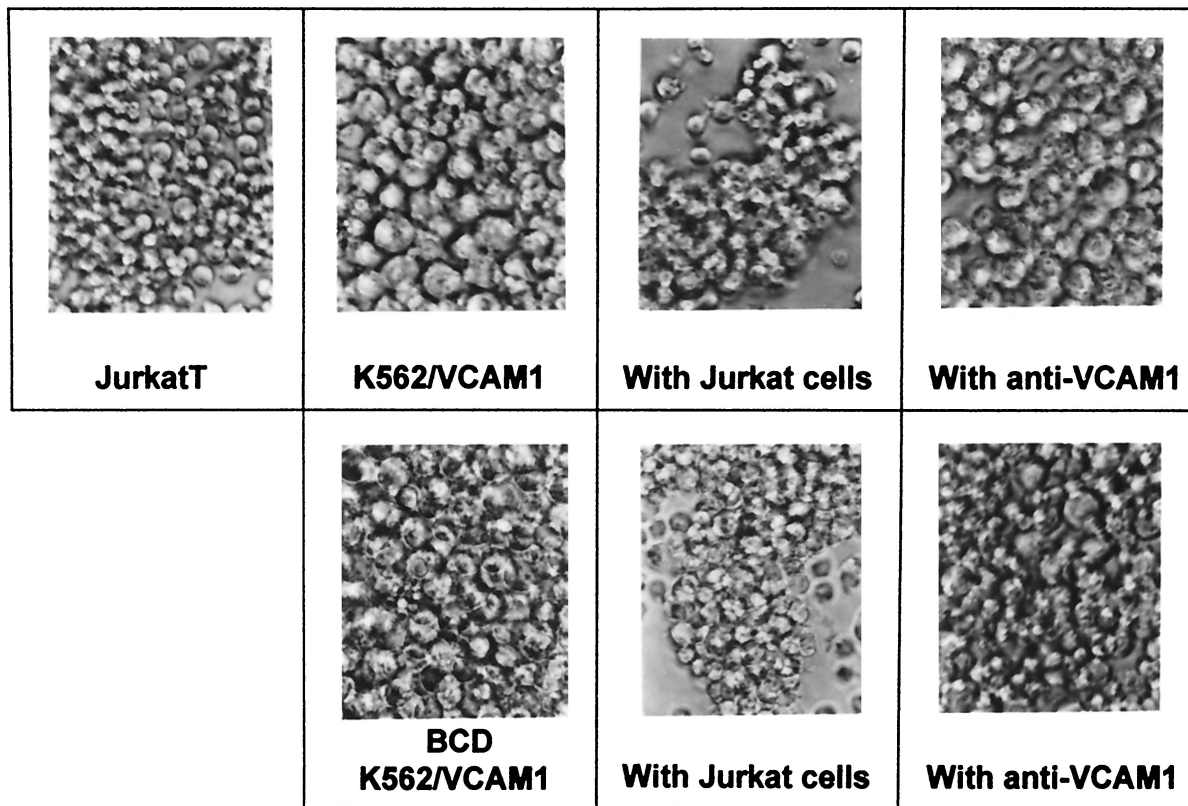 JurkatT
K562/VCAM1
With Jurkat cells
With anti-VCAM1
BCD
K562/VCAM1
With Jurkat cells
With anti-VCAM1